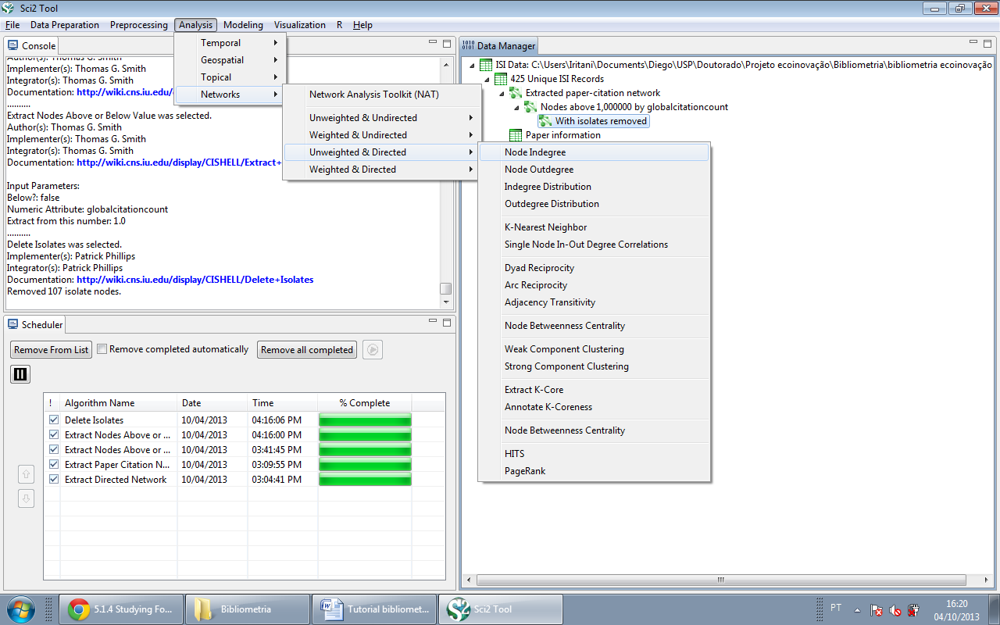 Sci2 Tool
File Data Preparation Preprocessing Analysis Modeling Visualization R Help
Console
Author(s): Thomas G. Smith
Implementer(s): Thomas G. Smith
Integrator(s): Thomas G. Smith
Documentation: http://wiki.cns.iu.edu/
..........
Extract Nodes Above or Below Value was selected.
Author(s): Thomas G. Smith
Implementer(s): Thomas G. Smith
Integrator(s): Thomas G. Smith
Documentation: http://wiki.cns.iu.edu/display/CISHELL/Extract+
Input Parameters:
Below?: false
Numeric Attribute: globalcitationcount
Extract from this number: 1.0
..........
Delete Isolates was selected.
Implementer(s): Patrick Phillips
Integrator(s): Patrick Phillips
Documentation: http://wiki.cns.iu.edu/display/CISHELL/Delete+Isolates
Removed 107 isolate nodes.
Temporal
Geospatial
Topical
Networks
Network Analysis Toolkit (NAT)
Unweighted & Undirected
Weighted & Undirected
Unweighted & Directed
Weighted & Directed
Node Indegree
Node Outdegree
Indegree Distribution
Outdegree Distribution
K-Nearest Neighbor
Single Node In-Out Degree Correlations
Dyad Reciprocity
Arc Reciprocity
Adjacency Transitivity
Node Betweenness Centrality
Weak Component Clustering
Strong Component Clustering
Extract K-Core
Annotate K-Coreness
Node Betweenness Centrality
HITS
PageRank
Data Manager
ISI Data: C:\Users\Iritani\Documents\Diego\USP\Doutorado\Projeto ecoinovação\Bibliometria\bibliometria ecoinovação
425 Unique ISI Records
Extracted paper-citation network
Nodes above 1,000000 by globalcitationcount
With isolates removed
Paper information
Scheduler
Remove From List Remove completed automatically Remove all completed
! Algorithm Name Date Time % Complete
Delete Isolates 10/04/2013 04:16:06 PM
Extract Nodes Above or ... 10/04/2013 04:16:00 PM
Extract Nodes Above or ... 10/04/2013 03:41:45 PM
Extract Paper Citation N... 10/04/2013 03:09:55 PM
Extract Directed Network 10/04/2013 03:04:41 PM
5.1.4 Studying Fo... Bibliometria Tutorial bibliomet... Sci2 Tool PT 16:20
04/10/2013